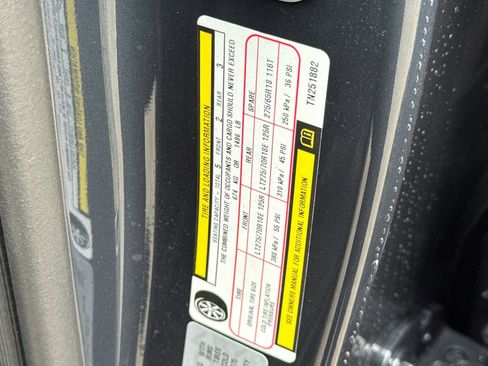 TIRE AND LOADING INFORMATION
SEATING CAPACITY - TOTAL 5 FRONT 2 REAR 3
THE COMBINED WEIGHT OF OCCUPANTS AND CARGO SHOULD NEVER EXCEED
674 KG OR 1486 LB
TIRE FRONT REAR SPARE
ORIGINAL TIRE SIZE LT275/70R18E 125R LT275/70R18E 125R 275/65R18 116T
COLD TIRE INFLATION PRESSURE 380 kPa / 55 PSI 310 kPa / 45 PSI 250 kPa / 36 PSI
SEE OWNERS MANUAL FOR ADDITIONAL INFORMATION
TN251882
WITH